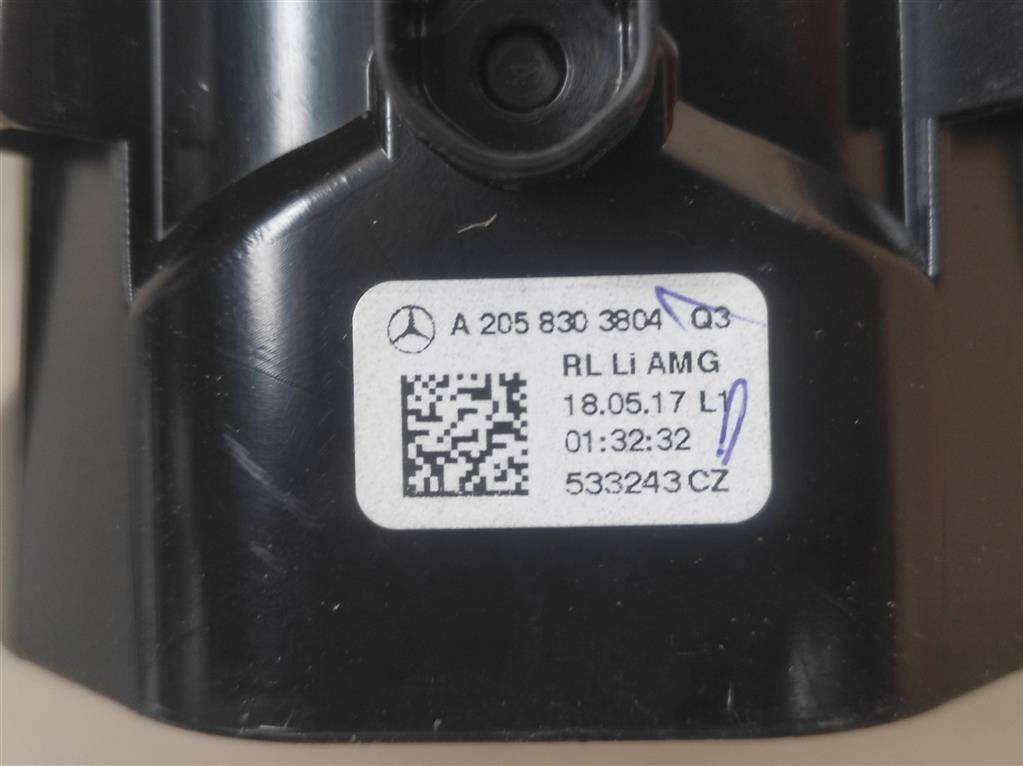 A 205 830 3804 Q3
RL Li AMG
18.05.17 L1
01:32:32
533243 CZ